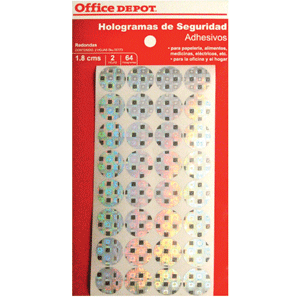 Office DEPOT.
Hologramas de Seguridad
Adhesivos
Redondas
1.8 cms
2
64
• para papelería, alimentos,
medicinas, eléctricos, etc.
• para la oficina y el hogar